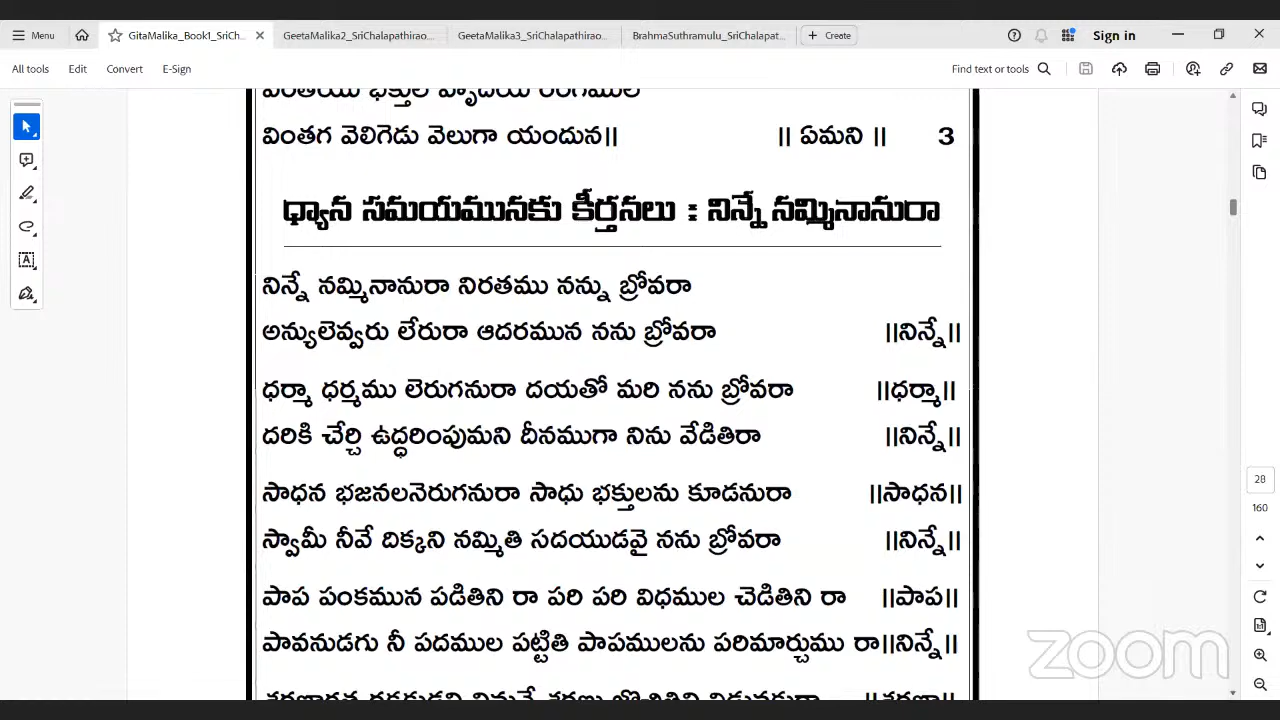 Menu GitaMalika_Book1_SriCh... GeetaMalika2_SriChalapathirao... GeetaMalika3_SriChalapathirao... BrahmaSuthramulu_SriChalapat... + Create Sign in
All tools Edit Convert E-Sign Find text or tools
వింతగ వెలిగెడు వెలుగా యందున|| || ఏమని || 3
ధ్యాన సమయమునకు కీర్తనలు : నిన్నే నమ్మినానురా
నిన్నే నమ్మినానురా నిరతము నన్ను బ్రోవరా
అన్యులెవ్వరు లేరురా ఆదరమున నను బ్రోవరా ||నిన్నే||
ధర్మా ధర్మము లెరుగనురా దయతో మరి నను బ్రోవరా ||ధర్మా||
దరికి చేర్చి ఉద్ధరింపుమని దీనముగా నిను వేడితిరా ||నిన్నే||
సాధన భజనలనెరుగనురా సాధు భక్తులను కూడనురా ||సాధన||
స్వామీ నీవే దిక్కని నమ్మితి సదయుడవై నను బ్రోవరా ||నిన్నే||
28
160
పాప పంకమున పడితిని రా పరి పరి విధముల చెడితిని రా ||పాప||
పావనుడగు నీ పదముల పట్టితి పాపములను పరిమార్చుము రా||నిన్నే||
zoom